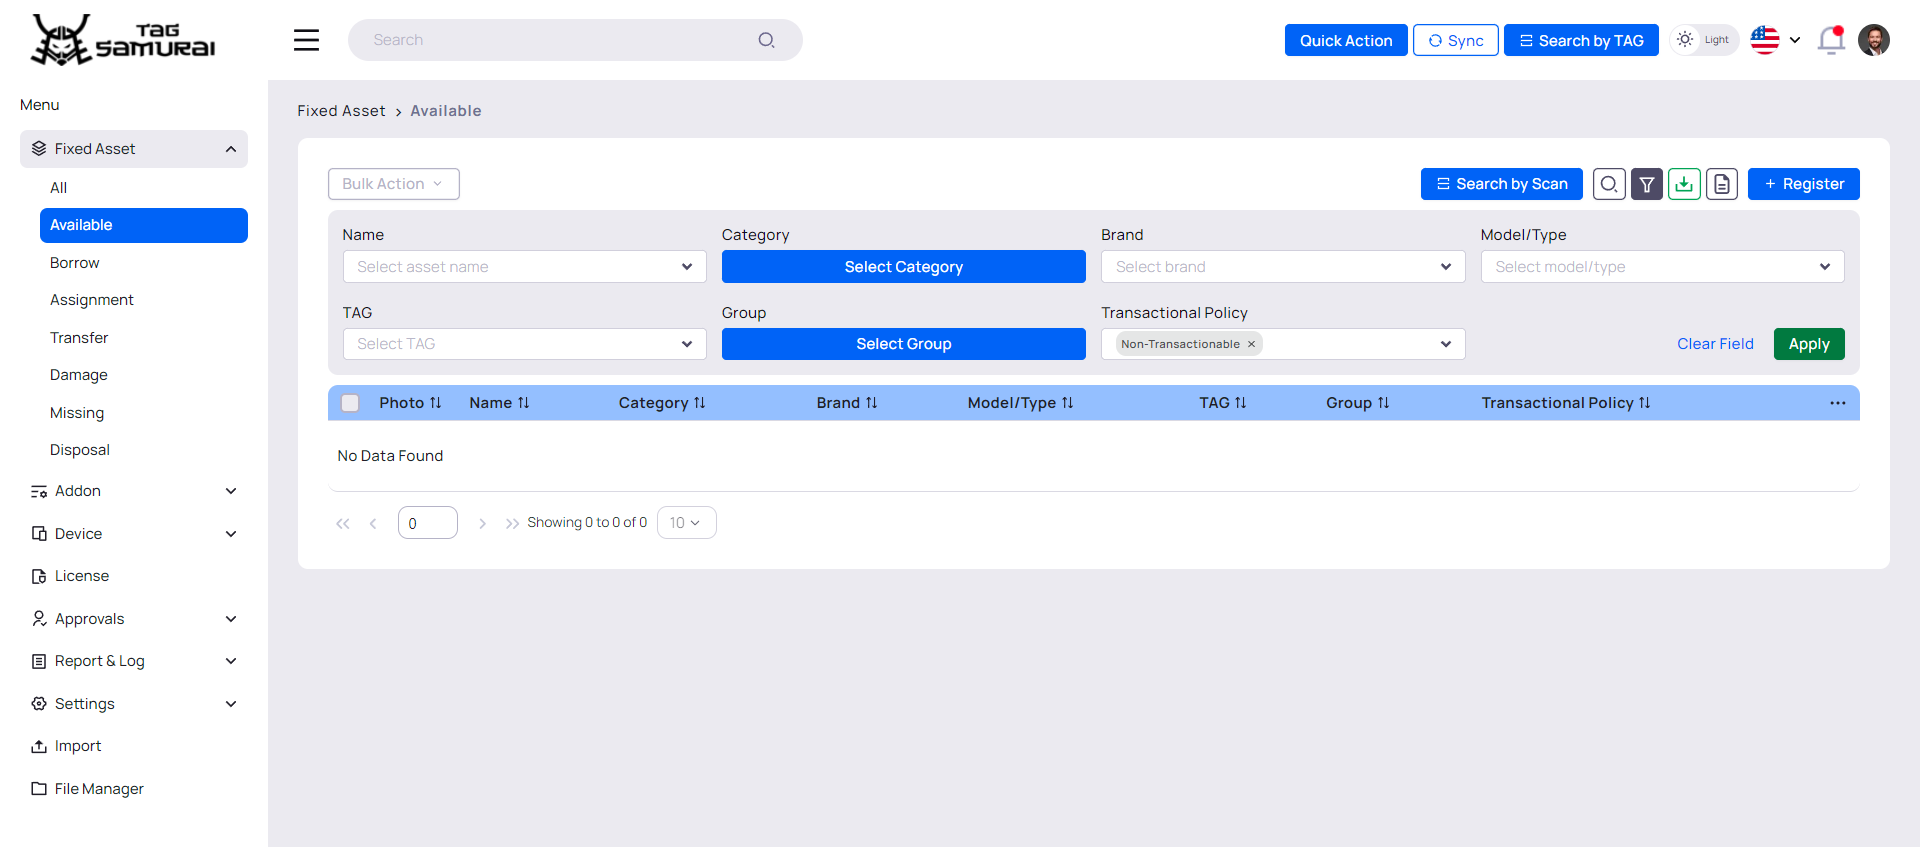 TAG SAMURAI
Search
Quick Action
Sync
Search by TAG
Light
Menu
Fixed Asset
All
Available
Borrow
Assignment
Transfer
Damage
Missing
Disposal
Addon
Device
License
Approvals
Report & Log
Settings
Import
File Manager
Fixed Asset > Available
Bulk Action
Search by Scan
+ Register
Name
Category
Brand
Model/Type
Select asset name
Select Category
Select brand
Select model/type
TAG
Group
Transactional Policy
Select TAG
Select Group
Non-Transactionable ×
Clear Field
Apply
Photo Name Category Brand Model/Type TAG Group Transactional Policy ...
No Data Found
0
Showing 0 to 0 of 0
10